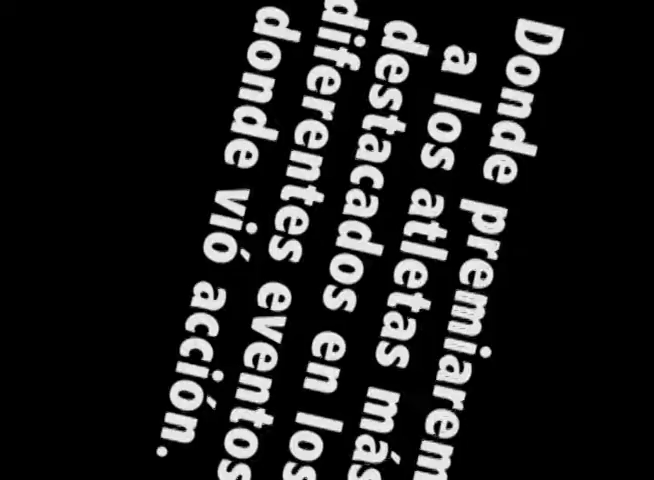 Donde premiarem
a los atletas más
destacados en los
diferentes eventos
donde vió acción.